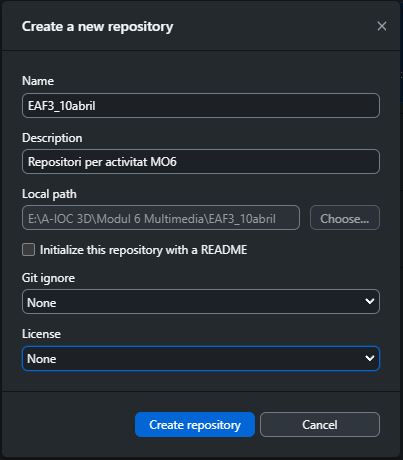 Create a new repository
Name
EAF3_10abril
Description
Repositori per activitat MO6
Local path
E:\A-IOC 3D\Modul 6 Multimedia\EAF3_10abril
Choose...
Initialize this repository with a README
Git ignore
None
License
None
Create repository
Cancel